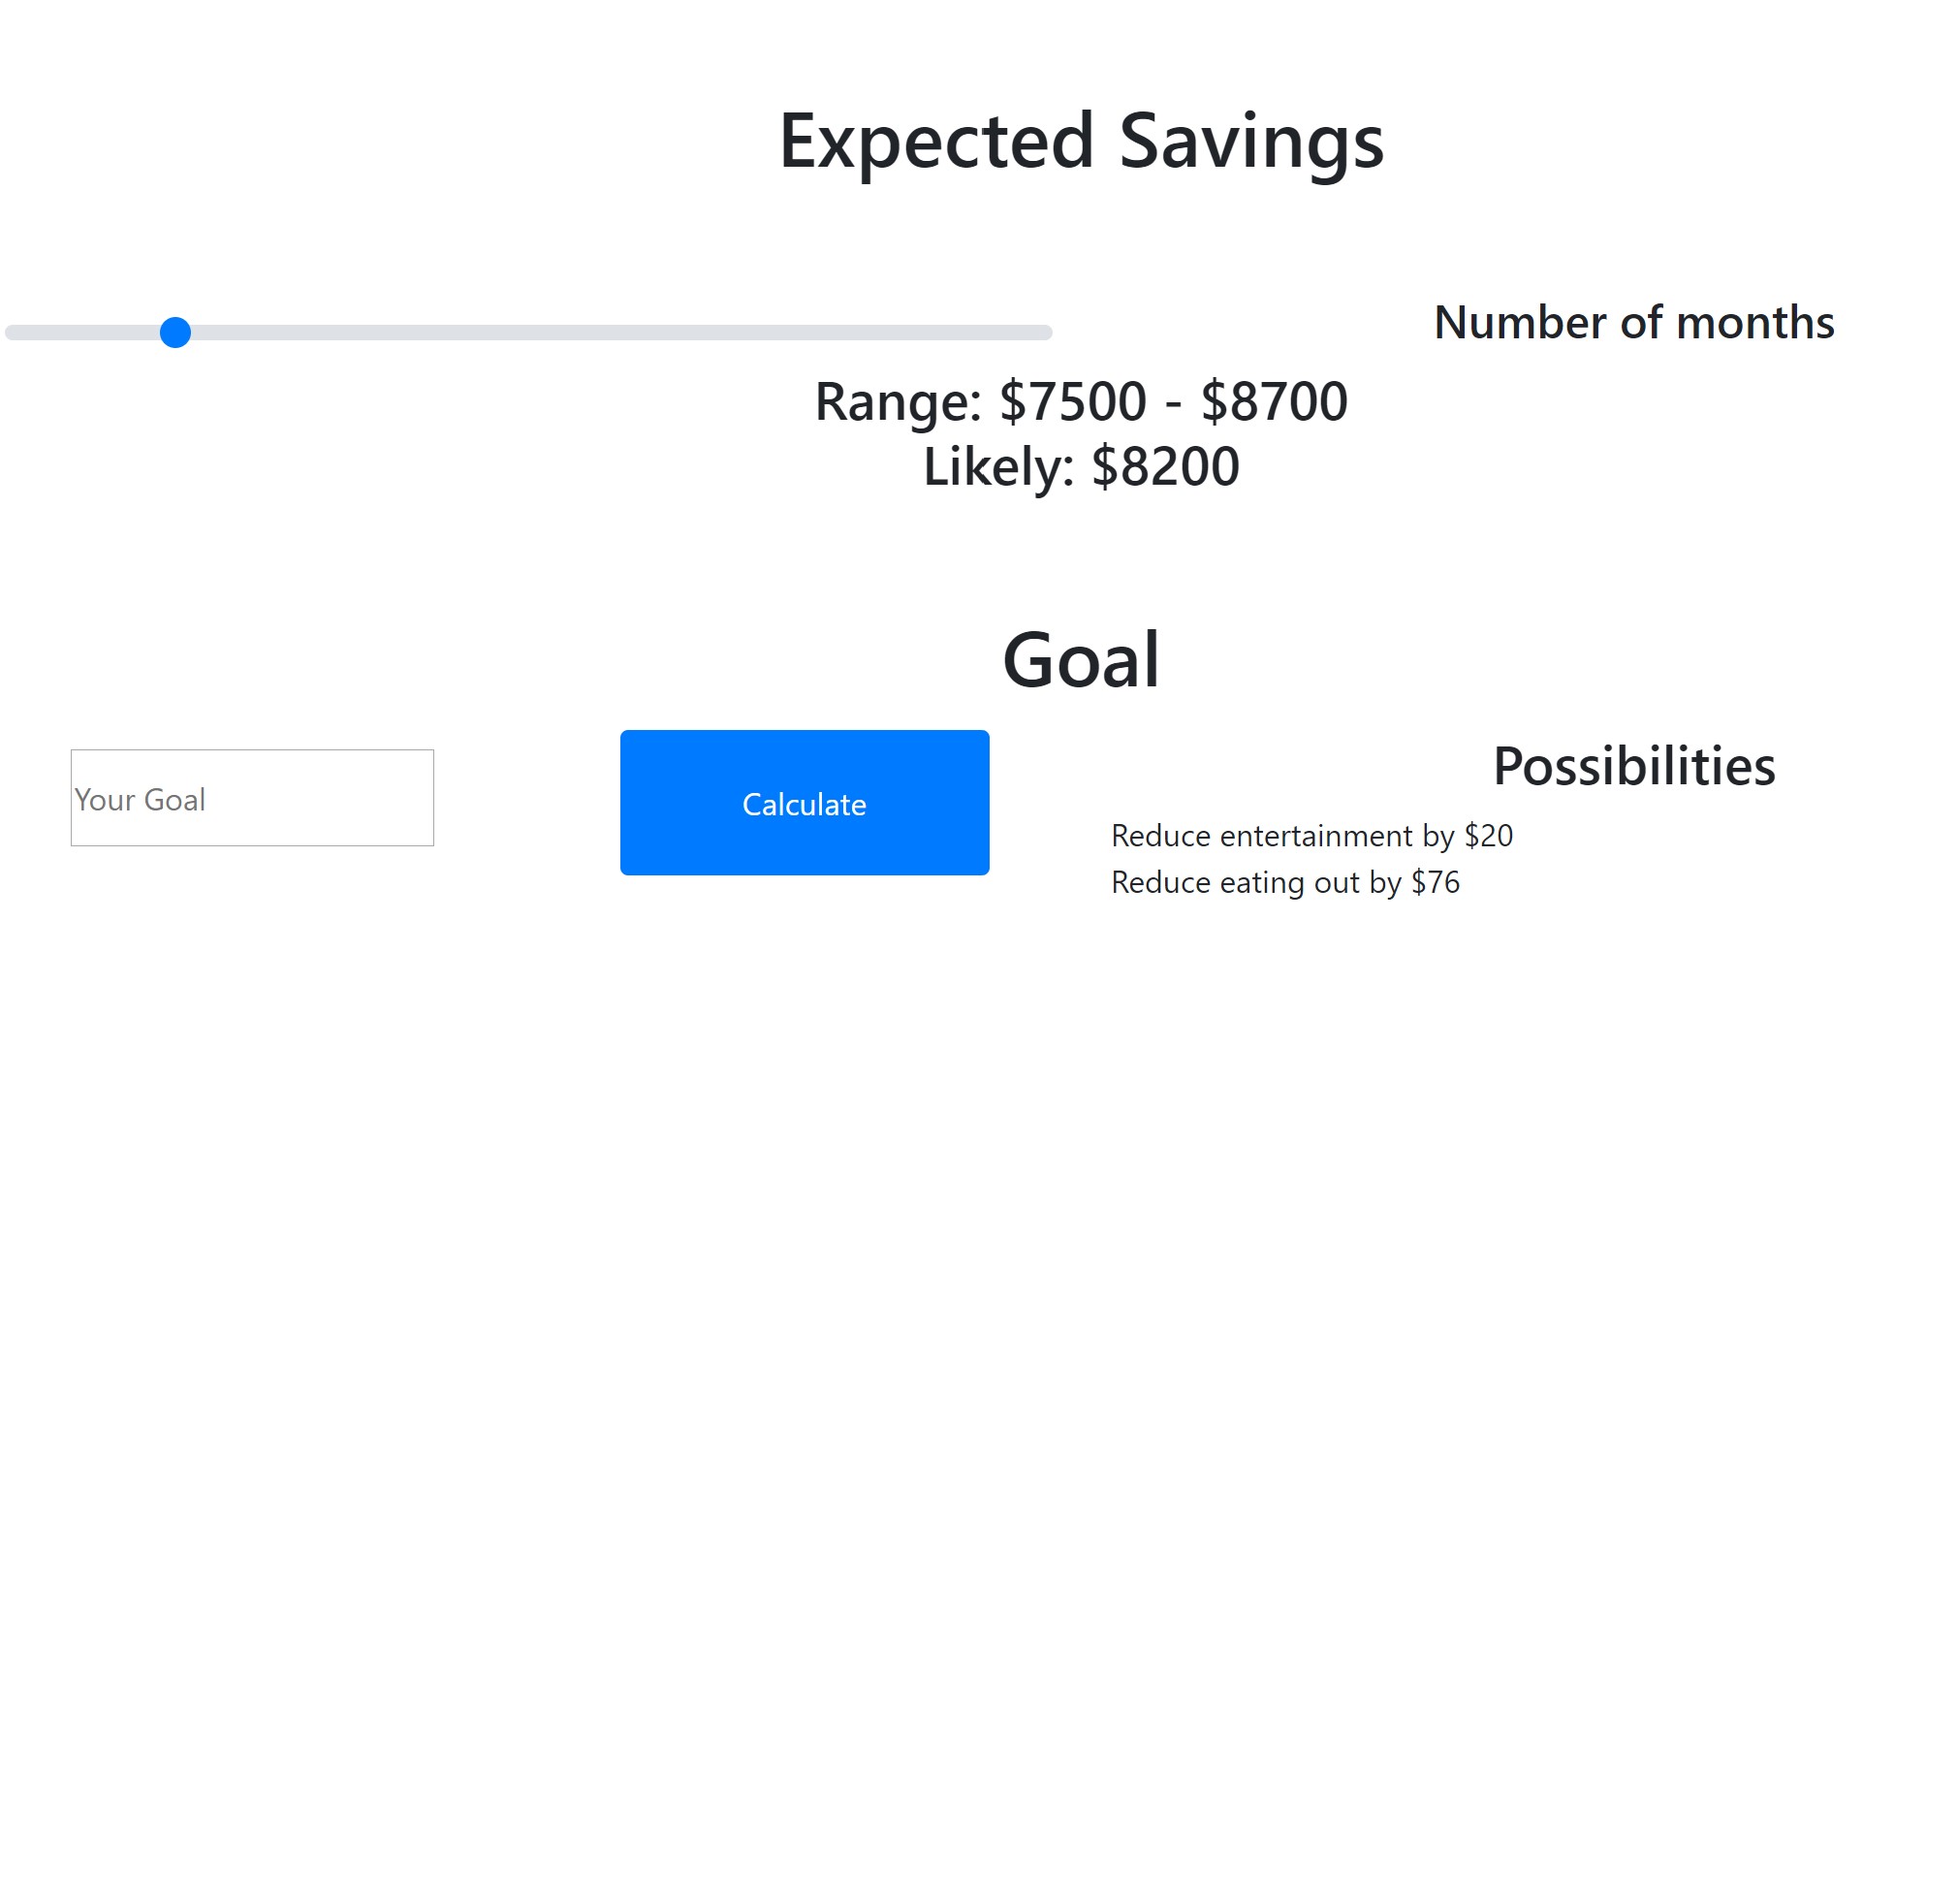 Expected Savings
Number of months
Range: $7500 - $8700
Likely: $8200
Goal
Your Goal
Calculate
Possibilities
Reduce entertainment by $20
Reduce eating out by $76